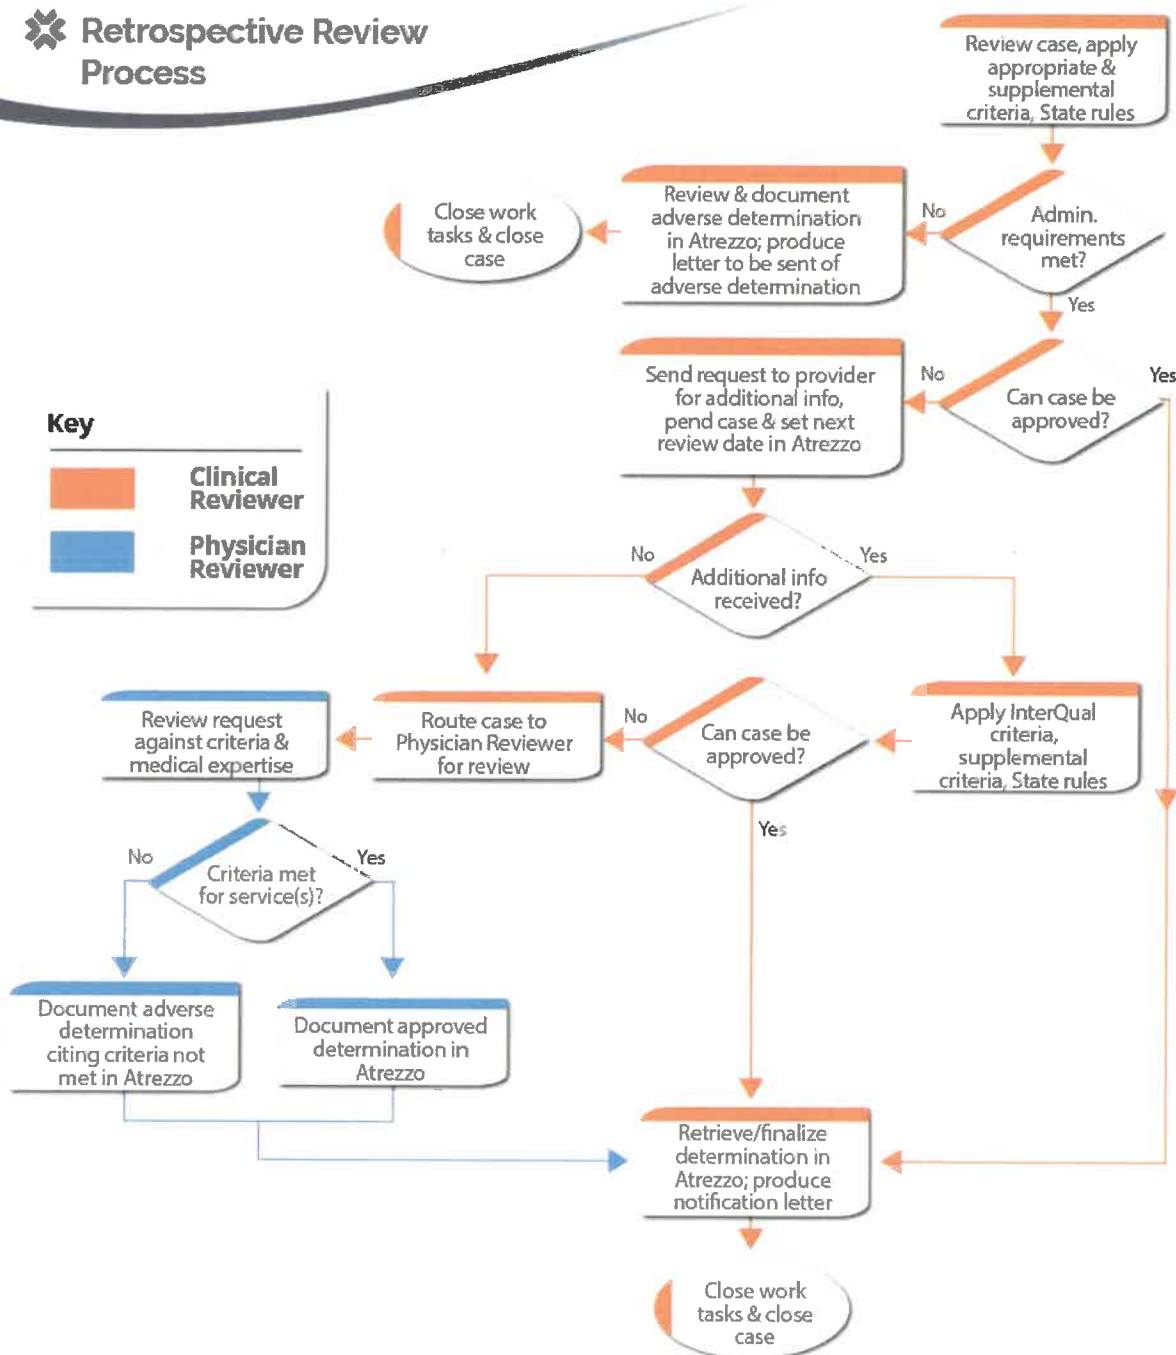 Retrospective Review
Process
Review case, apply
appropriate &
supplemental
criteria, State rules
Admin.
requirements
met?
No
Yes
Review & document
adverse determination
in Atrezzo; produce
letter to be sent of
adverse determination
Close work
tasks & close
case
Can case be
approved?
No
Yes
Send request to provider
for additional info,
pend case & set next
review date in Atrezzo
Key
Clinical
Reviewer
Physician
Reviewer
Additional info
received?
No
Yes
Apply InterQual
criteria,
supplemental
criteria, State rules
Can case be
approved?
No
Yes
Route case to
Physician Reviewer
for review
Review request
against criteria &
medical expertise
Criteria met
for service(s)?
No
Yes
Document adverse
determination
citing criteria not
met in Atrezzo
Document approved
determination in
Atrezzo
Retrieve/finalize
determination in
Atrezzo; produce
notification letter
Close work
tasks & close
case